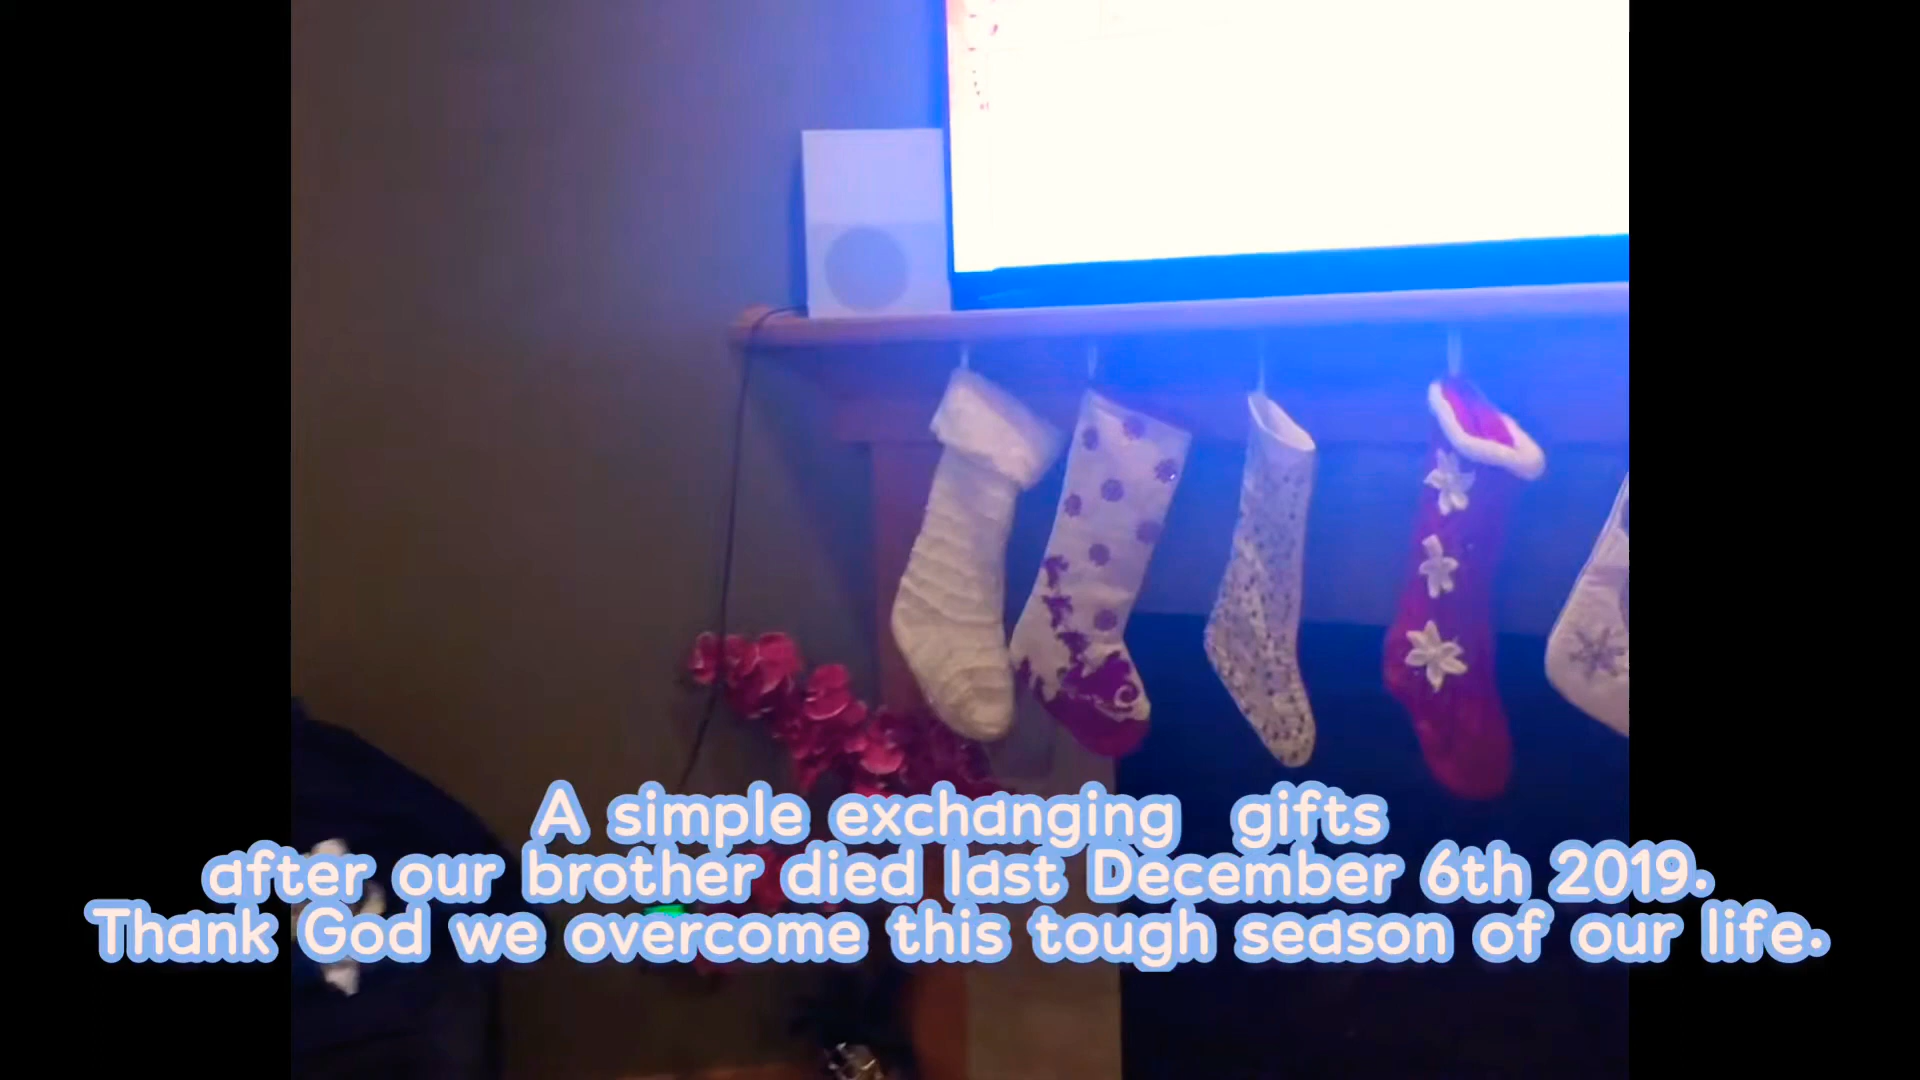 A simple exchanging gifts
after our brother died last December 6th 2019.
Thank God we overcome this tough season of our life.